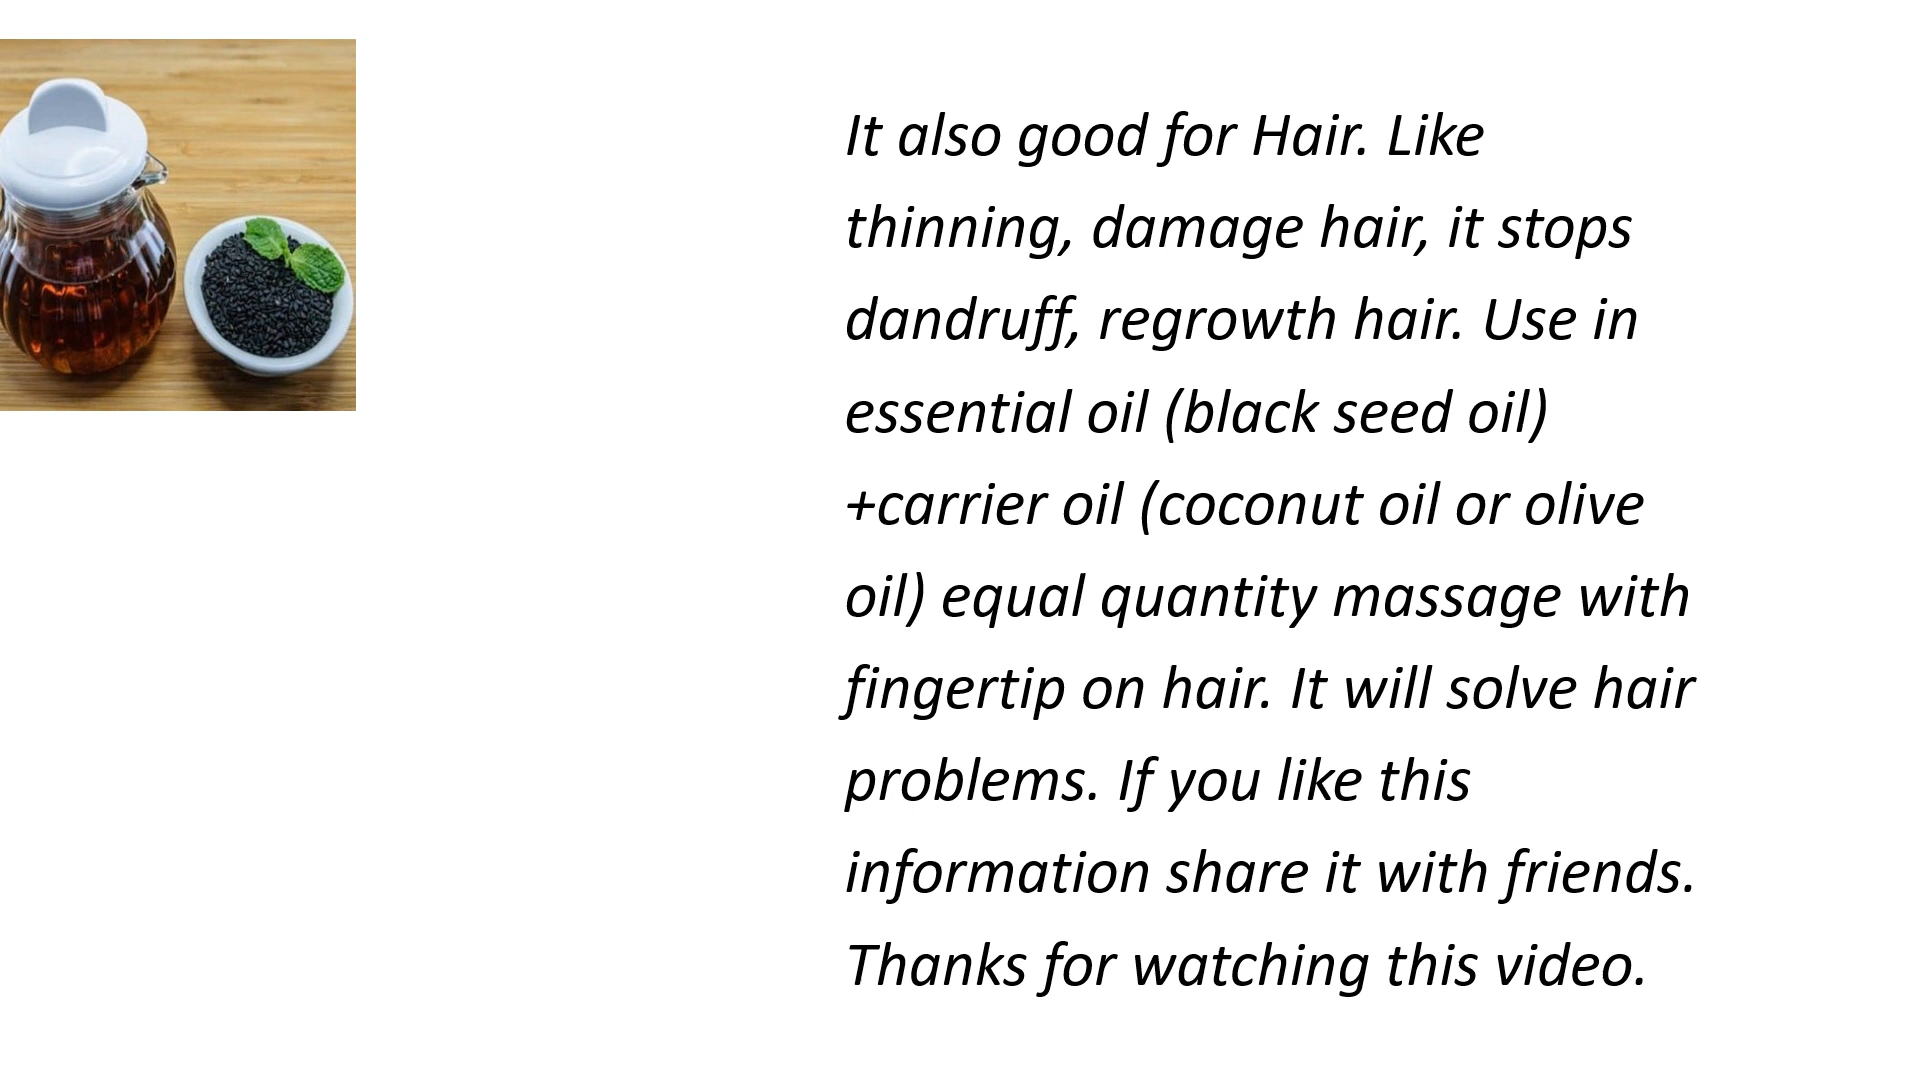 It also good for Hair. Like
thinning, damage hair, it stops
dandruff, regrowth hair. Use in
essential oil (black seed oil)
+carrier oil (coconut oil or olive
oil) equal quantity massage with
fingertip on hair. It will solve hair
problems. If you like this
information share it with friends.
Thanks for watching this video.